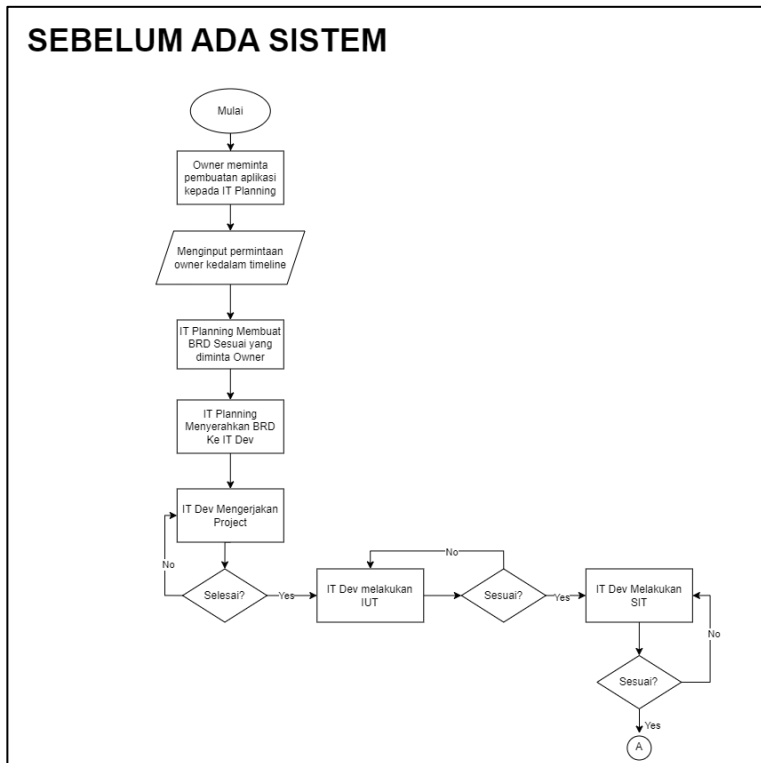 SEBELUM ADA SISTEM
Mulai
Owner meminta
pembuatan aplikasi
kepada IT Planning
Menginput permintaan
owner kedalam timeline
IT Planning Membuat
BRD Sesuai yang
diminta Owner
IT Planning
Menyerahkan BRD
Ke IT Dev
IT Dev Mengerjakan
Project
No
Selesai?
Yes
IT Dev melakukan
IUT
No
Sesuai?
Yes
IT Dev Melakukan
SIT
No
Sesuai?
Yes
A